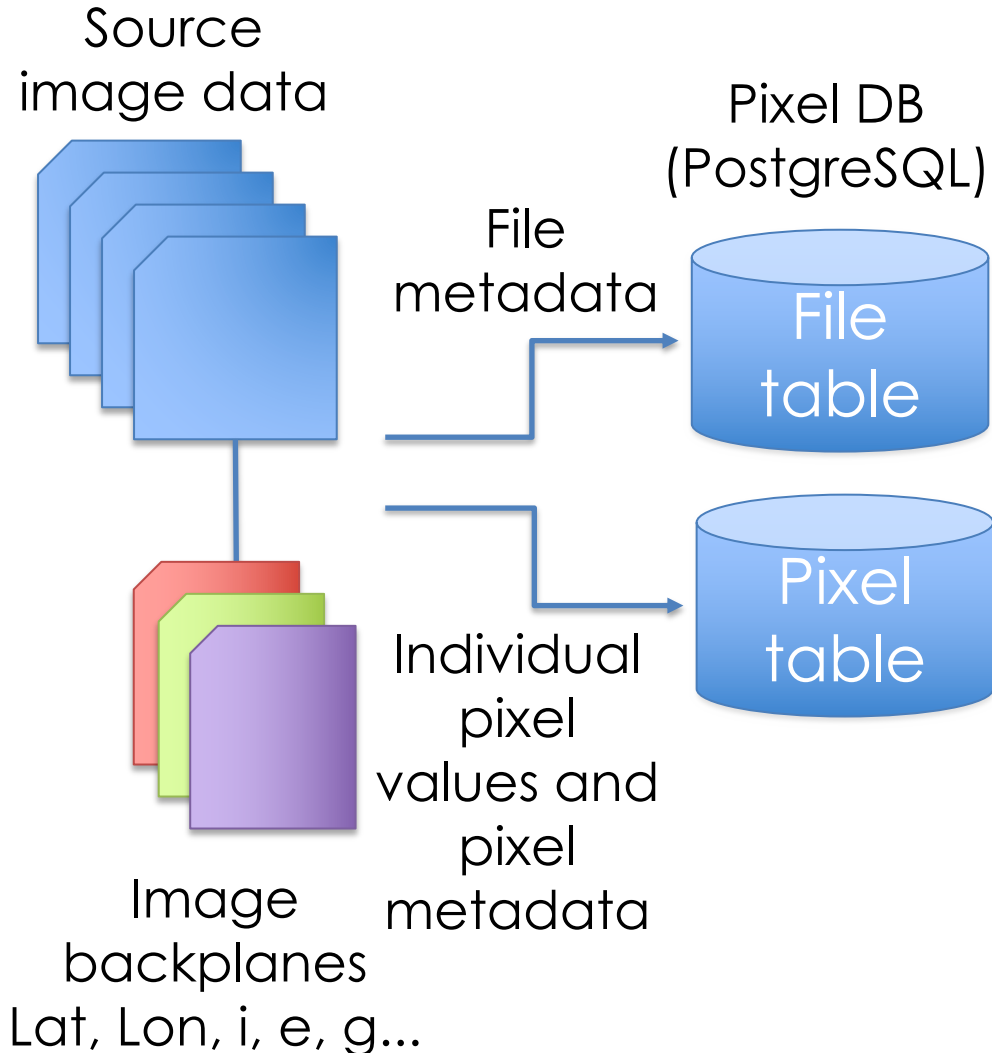 Source
image data
Pixel DB
(PostgreSQL)
File
metadata
File
table
Pixel
table
Individual
pixel
values and
pixel
metadata
Image
backplanes
Lat, Lon, i, e, g...